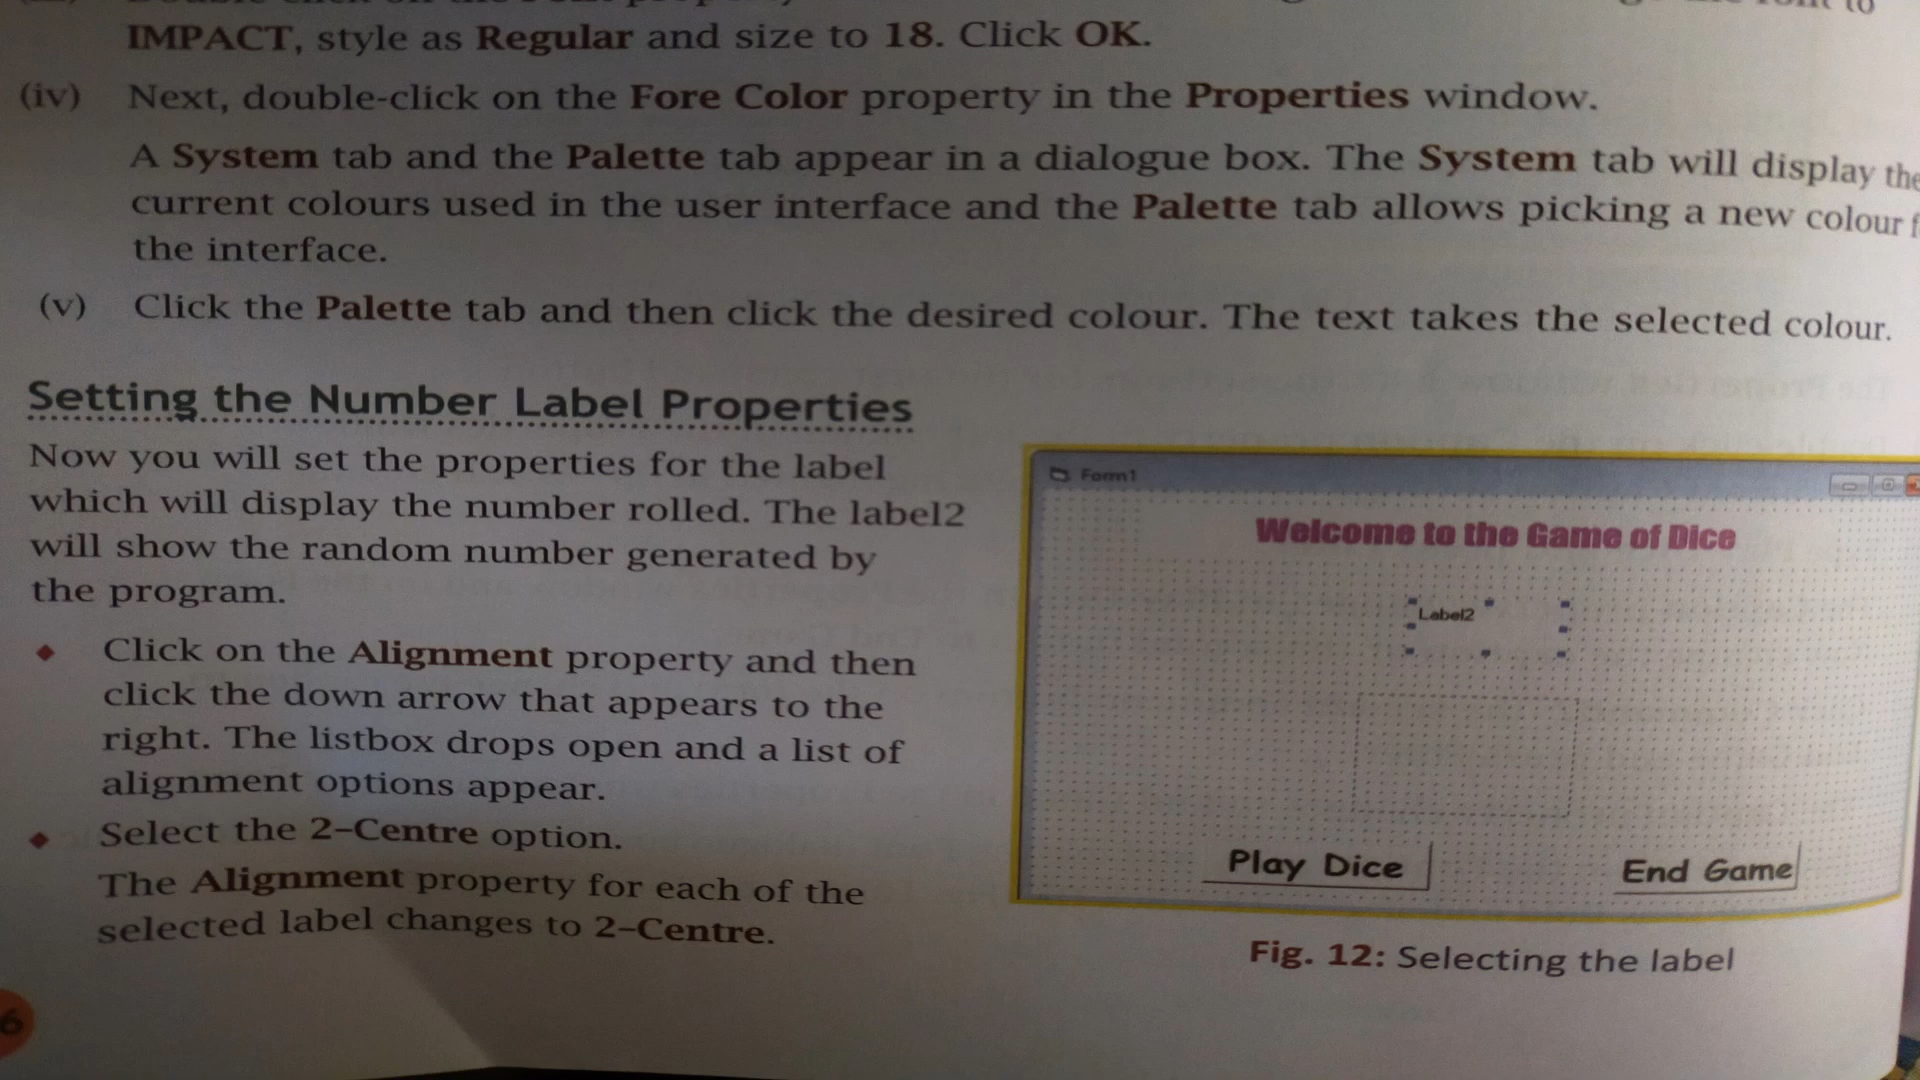 IMPACT, style as Regular and size to 18. Click OK.
(iv) Next, double-click on the Fore Color property in the Properties window.
A System tab and the Palette tab appear in a dialogue box. The System tab will display the
current colours used in the user interface and the Palette tab allows picking a new colour
the interface.
(v) Click the Palette tab and then click the desired colour. The text takes the selected colour.
Setting the Number Label Properties
Now you will set the properties for the label
which will display the number rolled. The label2
will show the random number generated by
the program.
Click on the Alignment property and then
click the down arrow that appears to the
right. The listbox drops open and a list of
alignment options appear.
Select the 2–Centre option.
The Alignment property for each of the
selected label changes to 2–Centre.
Form1
Welcome to the Game of Dice
Label2
Play Dice
End Game
Fig. 12: Selecting the label
6